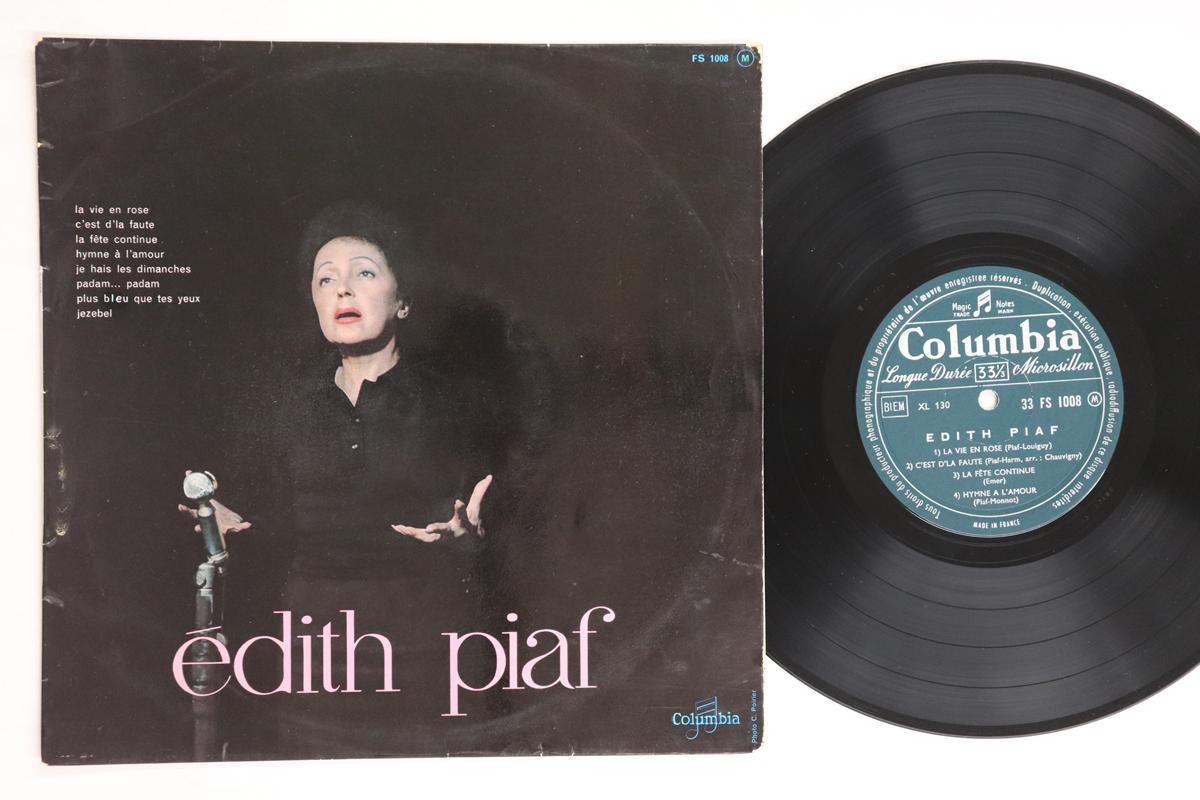 FS 1008 M
la vie en rose
c'est d'la faute
la fête continue
hymne à l'amour
je hais les dimanches
padam... padam
plus bleu que tes yeux
jezebel
édith piaf
Columbia
Photo C. Poirier
Tous droits du producteur phonographique et du propriétaire de l'œuvre enregistrée réservés · Duplication, exécution publique, radiodiffusion de ce disque interdites
Magic Notes
TRADE MARK
Columbia
Longue Durée 33⅓ Microsillon
BIEM XL 130 33 FS 1008 M
EDITH PIAF
1) LA VIE EN ROSE (Piaf-Louiguy)
2) C'EST D'LA FAUTE (Piaf-Harm, arr. : Chauvigny)
3) LA FÊTE CONTINUE
(Emer)
4) HYMNE A L'AMOUR
(Piaf-Monnot)
MADE IN FRANCE